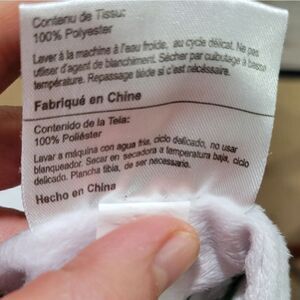 Contenu de Tissu:
100% Polyester
Laver à la machine à l'eau froide, au cycle délicat. Ne pas
utiliser d'agent de blanchiment. Sécher par culbutage à basse
température. Repassage tiède si c'est nécessaire.
Fabriqué en Chine
Contenido de la Tela:
100% Poliéster
Lavar a máquina con agua fria, ciclo delicado, no usar
blanqueador. Secar en secadora a temperatura baja, ciclo
delicado. Plancha tibia, de ser necesario.
Hecho en China